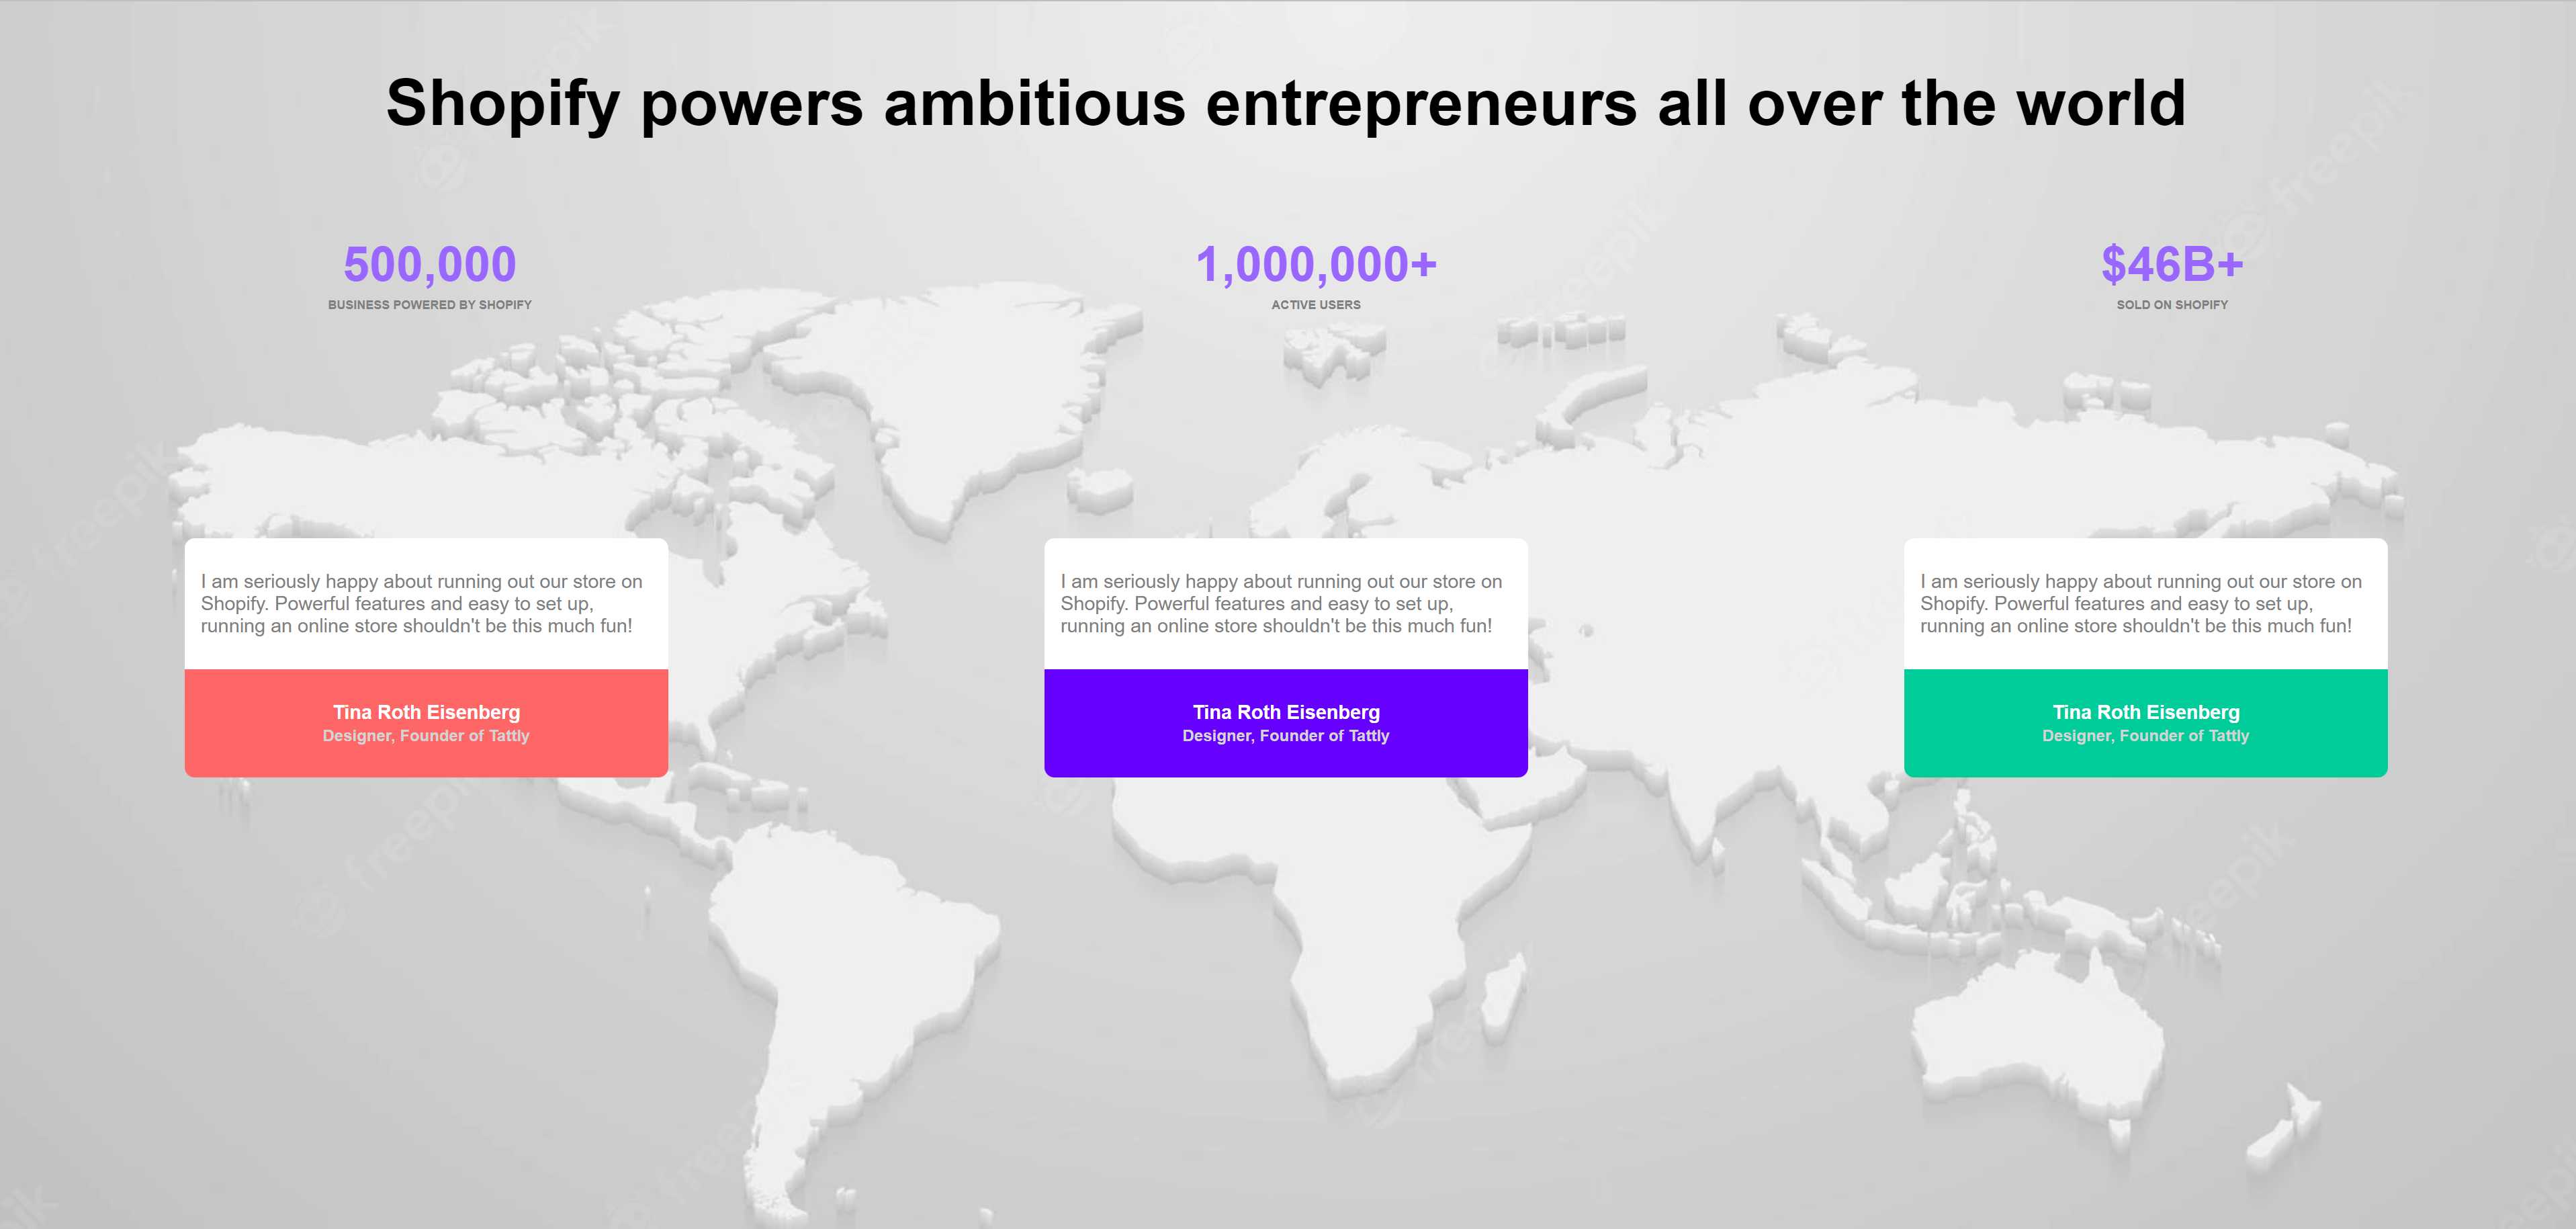 Shopify powers ambitious entrepreneurs all over the world
500,000
BUSINESS POWERED BY SHOPIFY
1,000,000+
ACTIVE USERS
$46B+
SOLD ON SHOPIFY
I am seriously happy about running out our store on
Shopify. Powerful features and easy to set up,
running an online store shouldn't be this much fun!
Tina Roth Eisenberg
Designer, Founder of Tattly
I am seriously happy about running out our store on
Shopify. Powerful features and easy to set up,
running an online store shouldn't be this much fun!
Tina Roth Eisenberg
Designer, Founder of Tattly
I am seriously happy about running out our store on
Shopify. Powerful features and easy to set up,
running an online store shouldn't be this much fun!
Tina Roth Eisenberg
Designer, Founder of Tattly
freepik
freepik
freepik
freepik
freepik
freepik